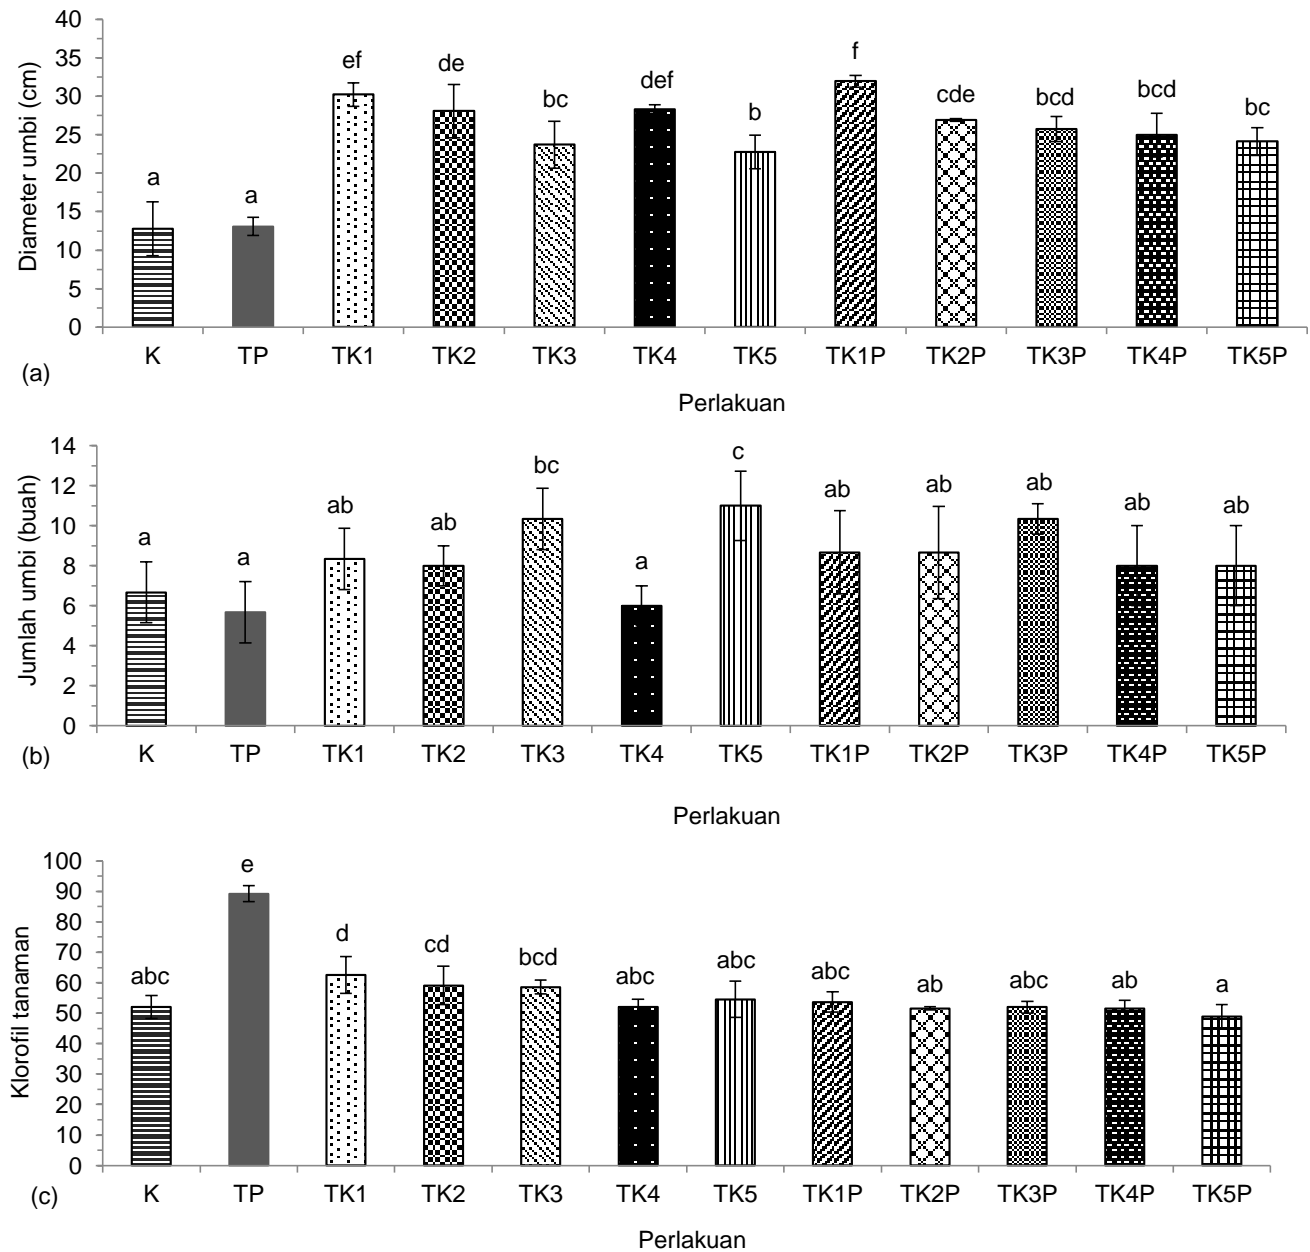 40
35
30
25
20
15
10
5
0
Diameter umbi (cm)
a a ef de bc def b f cde bcd bcd bc
K TP TK1 TK2 TK3 TK4 TK5 TK1P TK2P TK3P TK4P TK5P
(a)
Perlakuan
14
12
10
8
6
4
2
0
Jumlah umbi (buah)
a a ab ab bc a c ab ab ab ab ab
K TP TK1 TK2 TK3 TK4 TK5 TK1P TK2P TK3P TK4P TK5P
(b)
Perlakuan
100
90
80
70
60
50
40
30
20
10
0
Klorofil tanaman
abc e d cd bcd abc abc abc ab abc ab a
K TP TK1 TK2 TK3 TK4 TK5 TK1P TK2P TK3P TK4P TK5P
(c)
Perlakuan